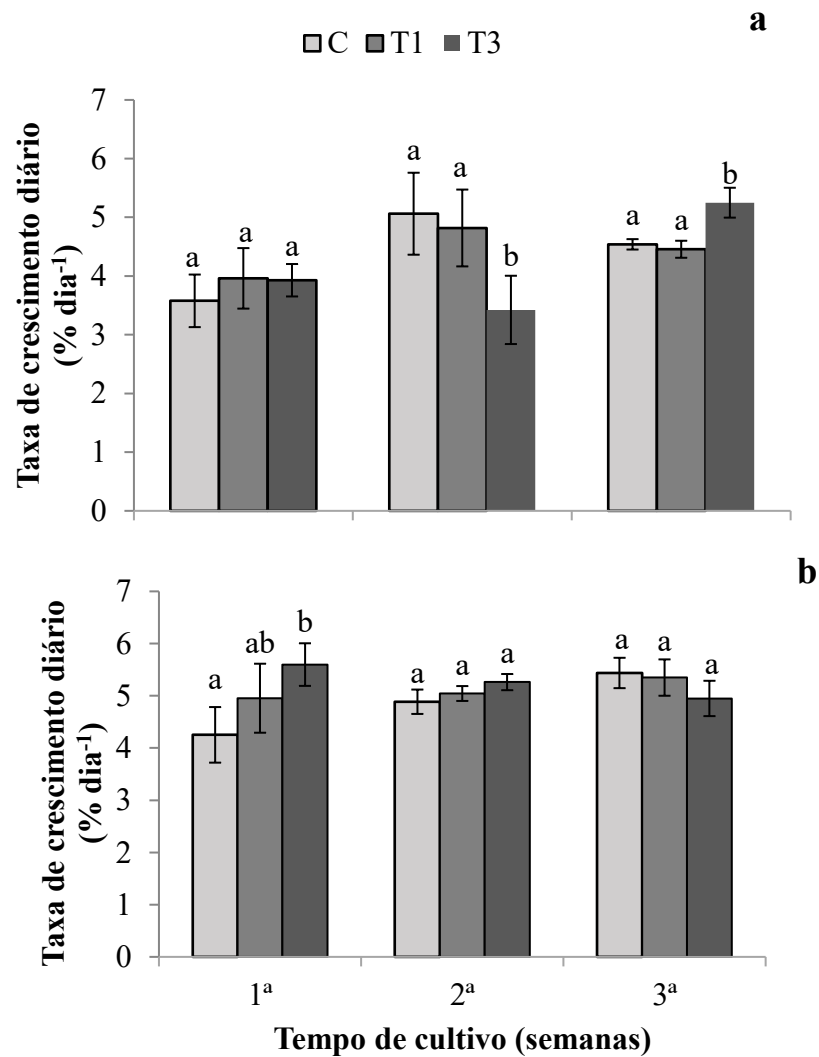 a
C T1 T3
Taxa de crescimento diário
(% dia-1)
7
6
5
4
3
2
1
0
a a a
a a b
a a b
b
Taxa de crescimento diário
(% dia-1)
7
6
5
4
3
2
1
0
a ab b
a a a
a a a
1ª 2ª 3ª
Tempo de cultivo (semanas)